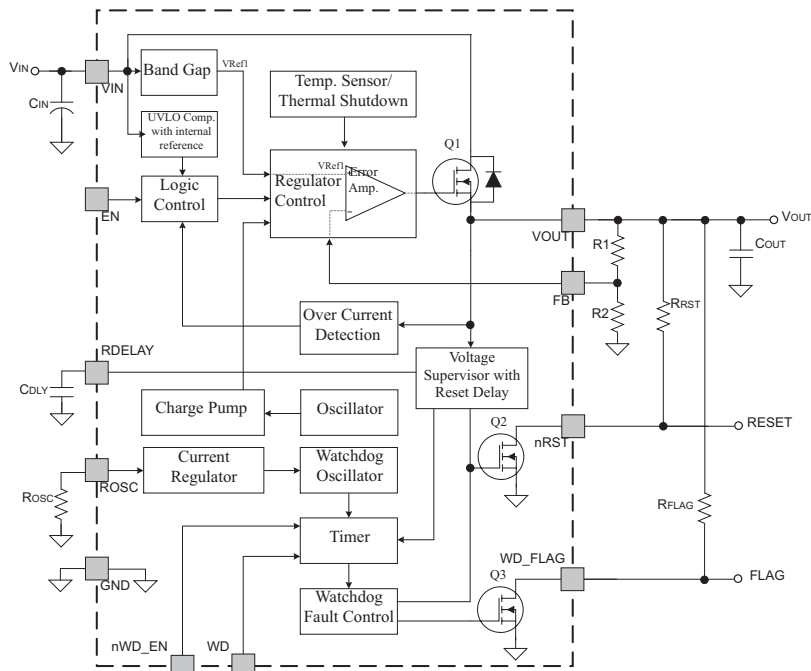 VIN
CIN
VIN
Band Gap
VRef1
UVLO Comp.
with internal
reference
Temp. Sensor/
Thermal Shutdown
EN
Logic
Control
Regulator
Control
VRef1
+
Error
Amp.
−
Q1
VOUT
VOUT
R1
COUT
FB
R2
RRST
Over Current
Detection
RDELAY
CDLY
Voltage
Supervisor with
Reset Delay
Charge Pump
Oscillator
Q2
nRST
RESET
ROSC
ROSC
Current
Regulator
Watchdog
Oscillator
RFLAG
Timer
GND
WD_FLAG
FLAG
Q3
Watchdog
Fault Control
nWD_EN
WD